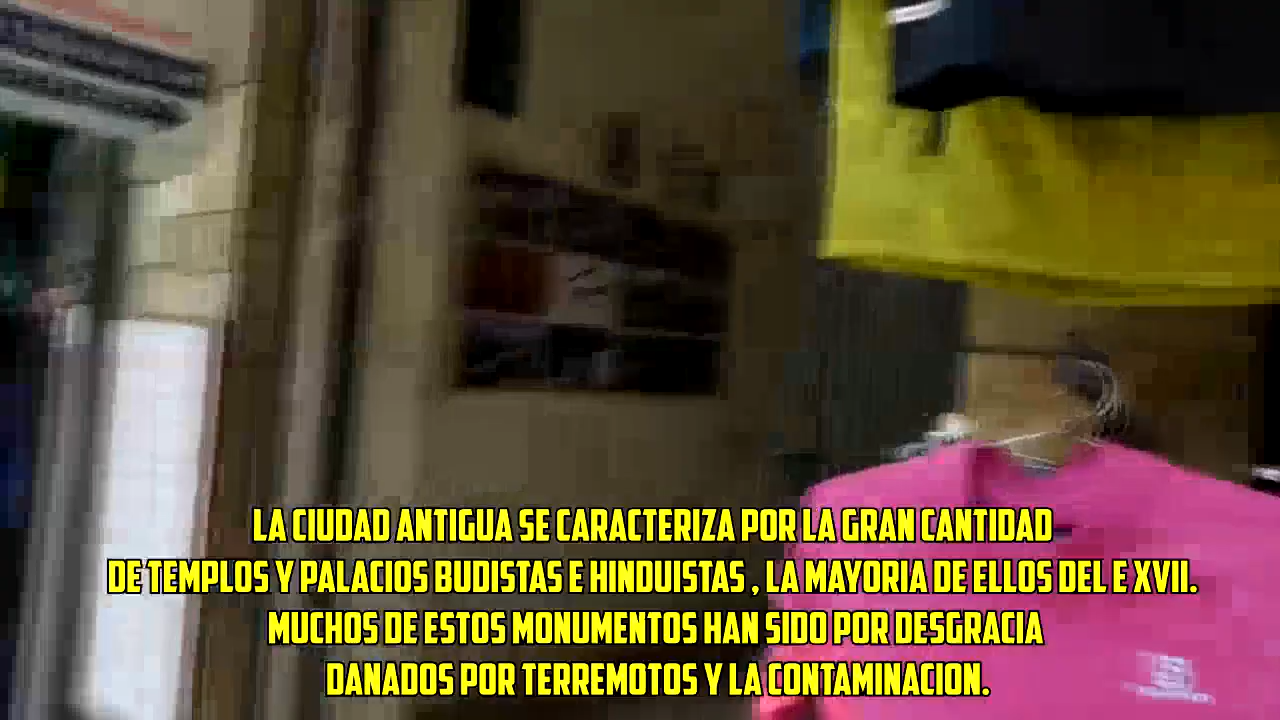 LA CIUDAD ANTIGUA SE CARACTERIZA POR LA GRAN CANTIDAD
DE TEMPLOS Y PALACIOS BUDISTAS E HINDUISTAS , LA MAYORIA DE ELLOS DEL E XVII.
MUCHOS DE ESTOS MONUMENTOS HAN SIDO POR DESGRACIA
DANADOS POR TERREMOTOS Y LA CONTAMINACION.